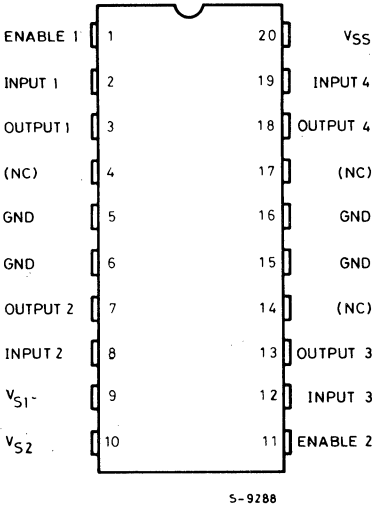 ENABLE 1 1 20 VSS
INPUT 1 2 19 INPUT 4
OUTPUT 1 3 18 OUTPUT 4
(NC) 4 17 (NC)
GND 5 16 GND
GND 6 15 GND
OUTPUT 2 7 14 (NC)
INPUT 2 8 13 OUTPUT 3
VS1 9 12 INPUT 3
VS2 10 11 ENABLE 2
S-9288